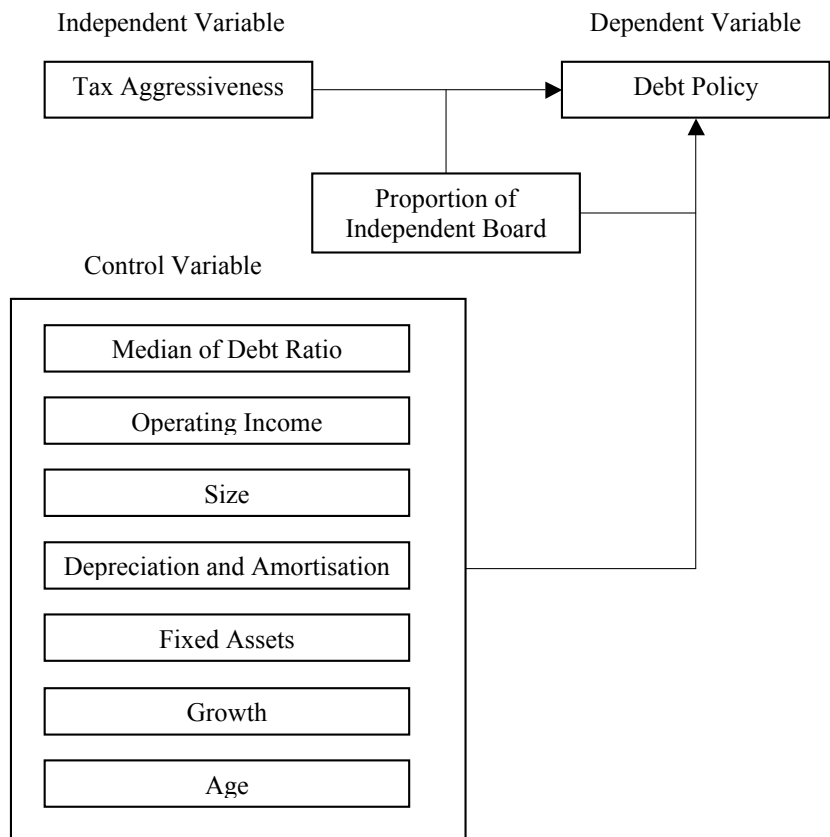 Independent Variable
Dependent Variable
Tax Aggressiveness
Debt Policy
Proportion of
Independent Board
Control Variable
Median of Debt Ratio
Operating Income
Size
Depreciation and Amortisation
Fixed Assets
Growth
Age